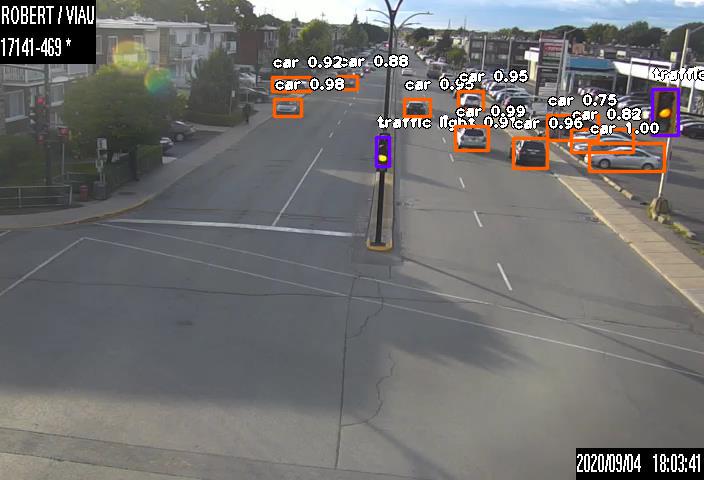 ROBERT / VIAU
17141-469 *
car 0.92
car 0.88
car 0.98
car 0.95
car 0.95
car 0.75
car 0.99
car 0.82
traffic
traffic light 0.97
car 0.96
car 1.00
2020/09/04 18:03:41